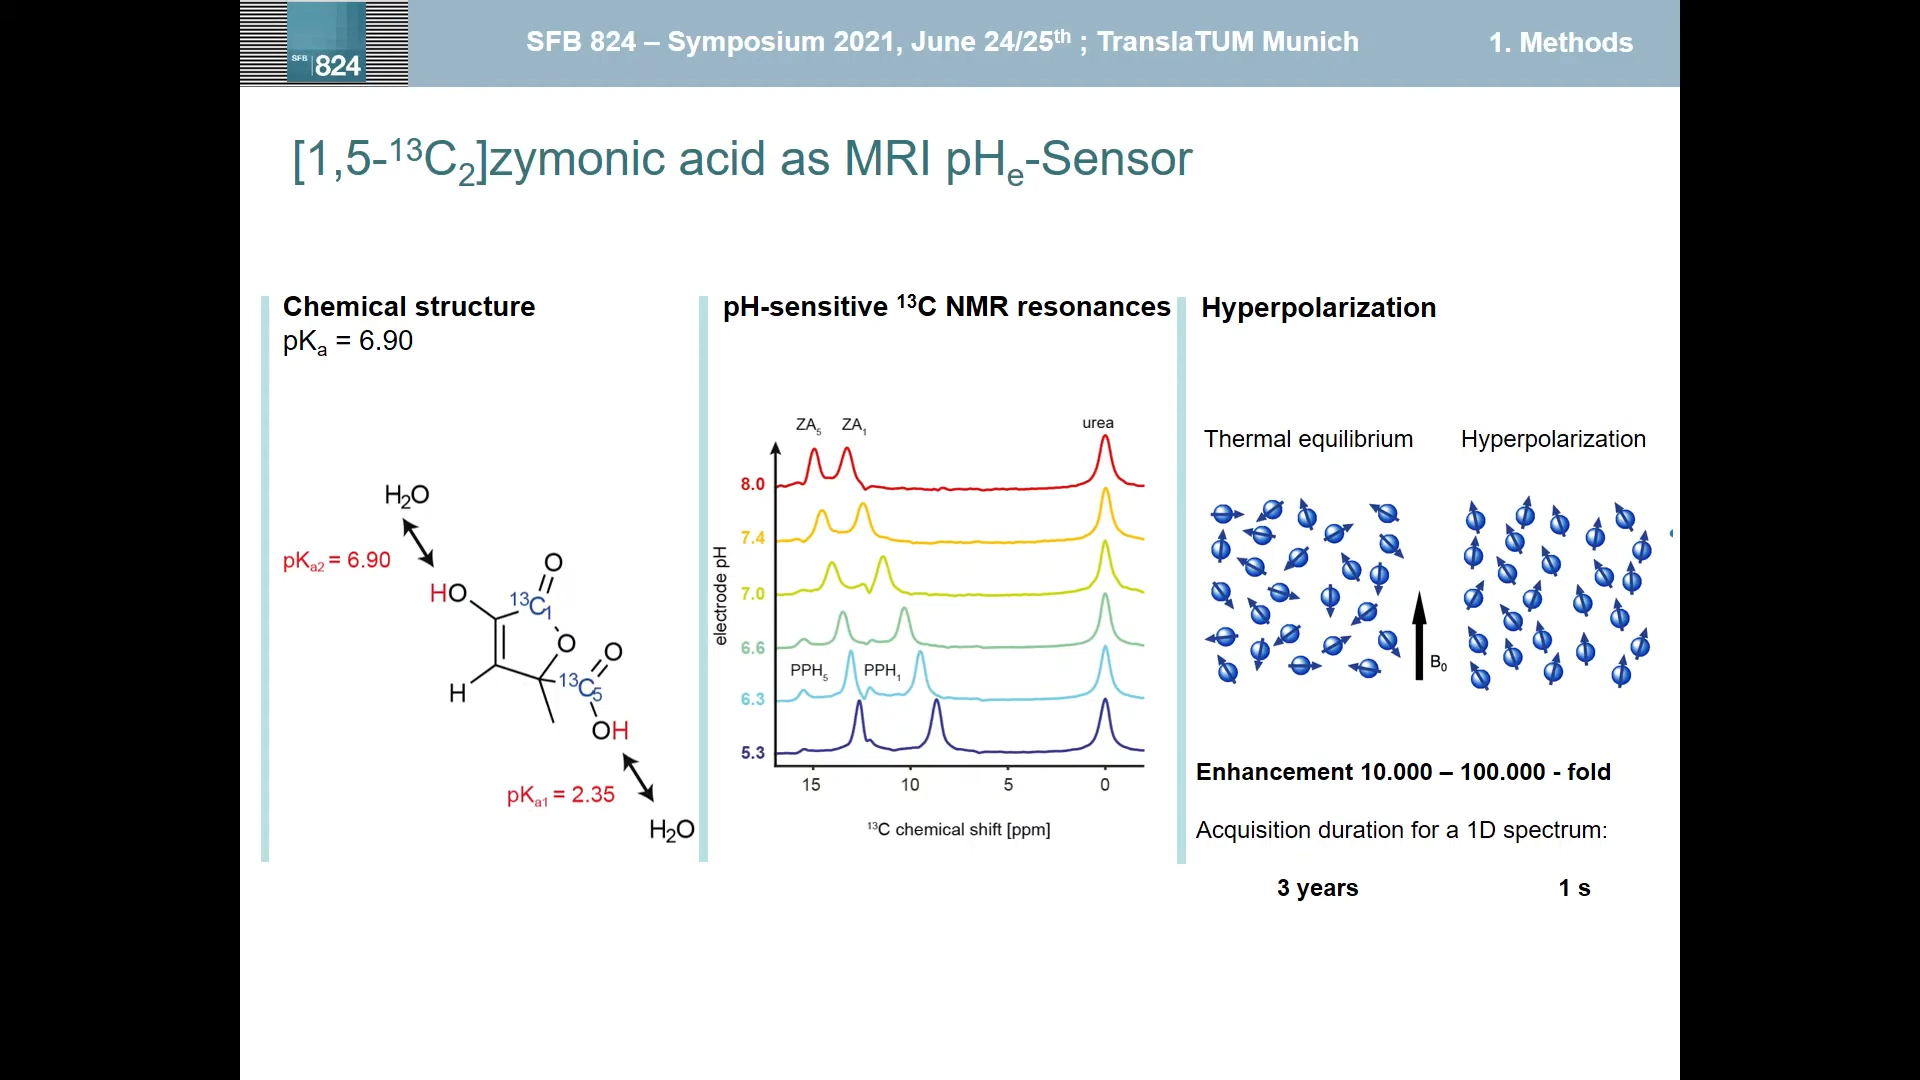 SFB 824
SFB 824 – Symposium 2021, June 24/25th ; TranslaTUM Munich
1. Methods
[1,5-¹³C₂]zymonic acid as MRI pHₑ-Sensor
Chemical structure
pKₐ = 6.90
H₂O
pKa2 = 6.90
HO
O
¹³C₁
O
O
H
¹³C₅
OH
pKa1 = 2.35
H₂O
pH-sensitive ¹³C NMR resonances
ZA₅ ZA₁ urea
electrode pH
8.0
7.4
7.0
6.6
PPH₅ PPH₁
6.3
5.3
15 10 5 0
¹³C chemical shift [ppm]
Hyperpolarization
Thermal equilibrium Hyperpolarization
B₀
Enhancement 10.000 – 100.000 - fold
Acquisition duration for a 1D spectrum:
3 years 1 s